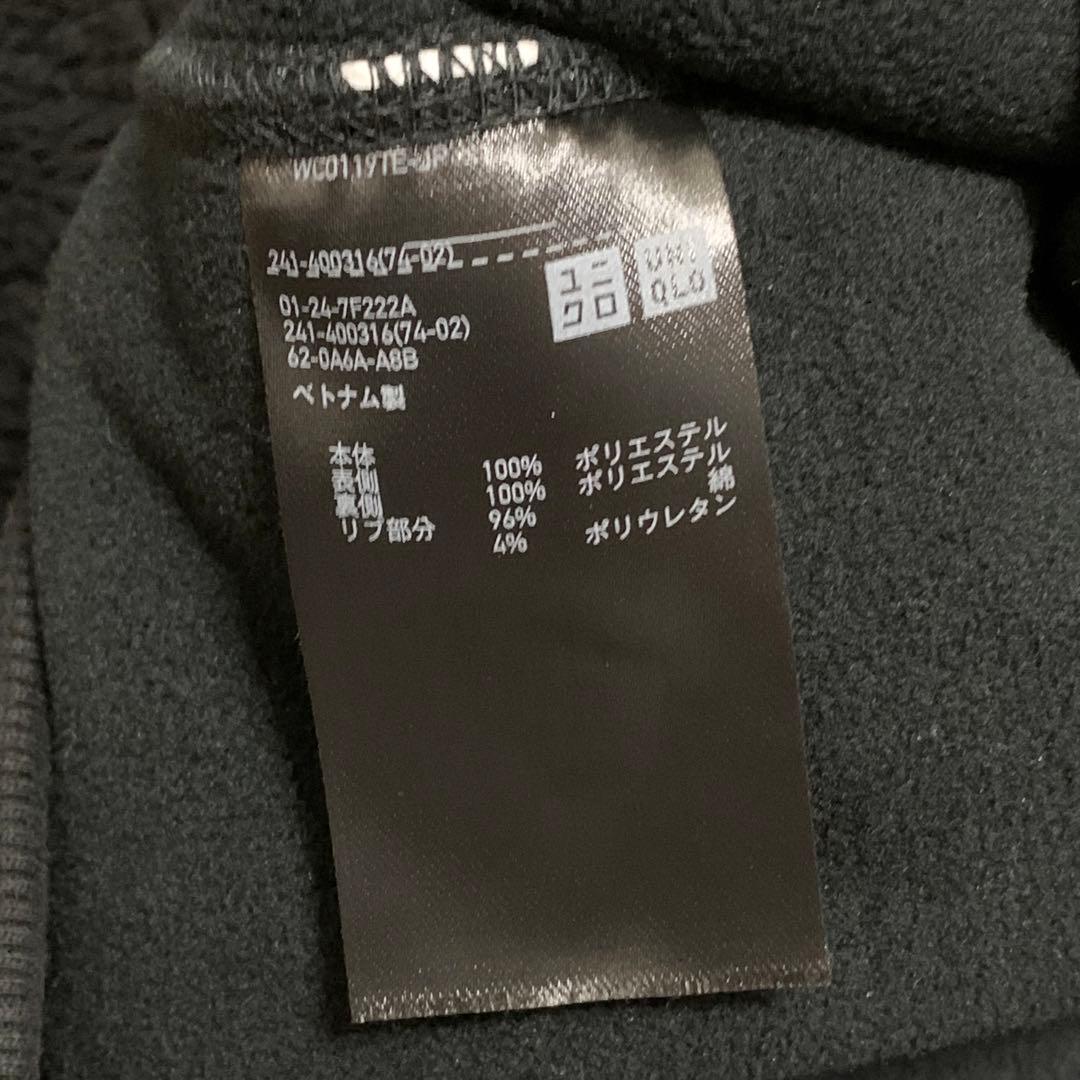 WC0119TE-JP
241-400316(74-02)
ユニ
クロ
UNI
QLO
01-24-7F222A
241-400316(74-02)
62-0A6A-A8B
ベトナム製
本体
表側 100% ポリエステル
裏側 100% ポリエステル
リブ部分 96% 綿
4% ポリウレタン